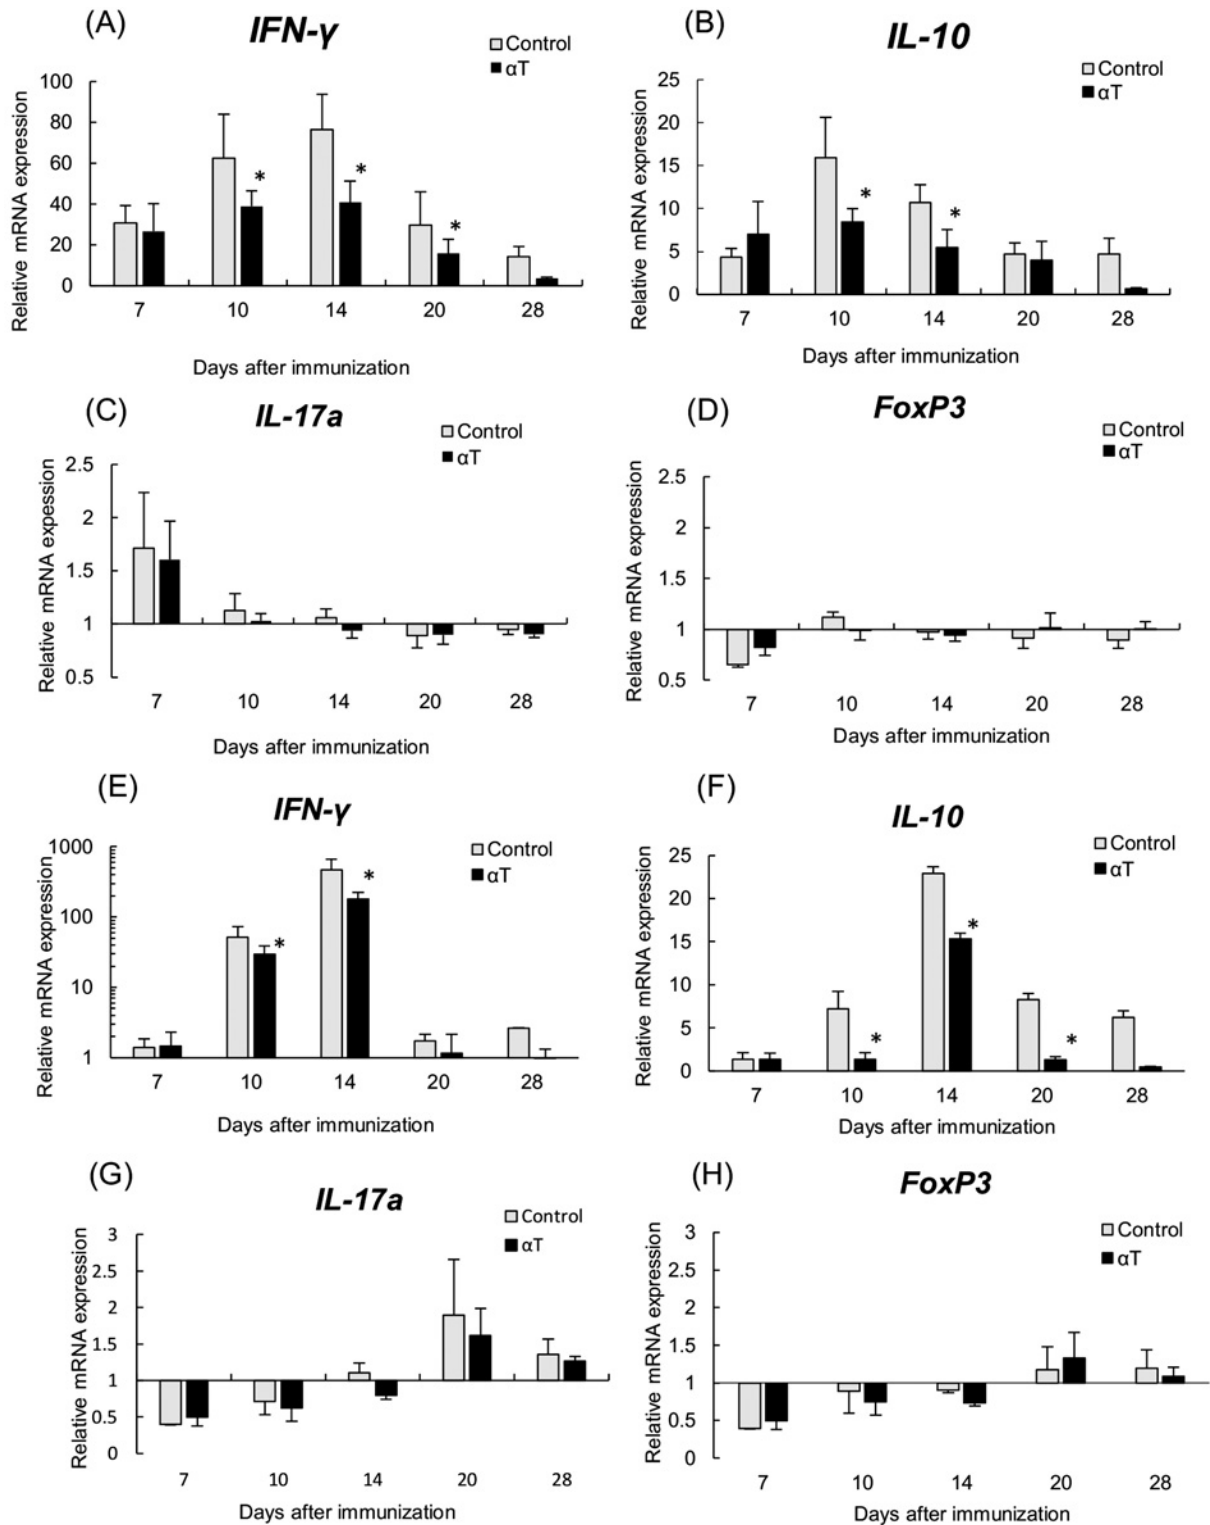 (A)
IFN-γ
Control
αT
Relative mRNA expression
100
80
60
40
20
0
*
*
*
7 10 14 20 28
Days after immunization
(B)
IL-10
Control
αT
Relative mRNA expression
25
20
15
10
5
0
*
*
7 10 14 20 28
Days after immunization
(C)
IL-17a
Control
αT
Relative mRNA expession
2.5
2
1.5
1
0.5
7 10 14 20 28
Days after immunization
(D)
FoxP3
Control
αT
Relative mRNA expression
2.5
2
1.5
1
0.5
7 10 14 20 28
Days after immunization
(E)
IFN-γ
Control
αT
Relative mRNA expression
1000
100
10
1
*
*
7 10 14 20 28
Days after immunization
(F)
IL-10
Control
αT
Relative mRNA expression
25
20
15
10
5
0
*
*
*
7 10 14 20 28
Days after immunization
(G)
IL-17a
Control
αT
Relative mRNA expression
3
2.5
2
1.5
1
0.5
0
7 10 14 20 28
Days after immunization
(H)
FoxP3
Control
αT
Relative mRNA expression
3
2.5
2
1.5
1
0.5
0
7 10 14 20 28
Days after immunization